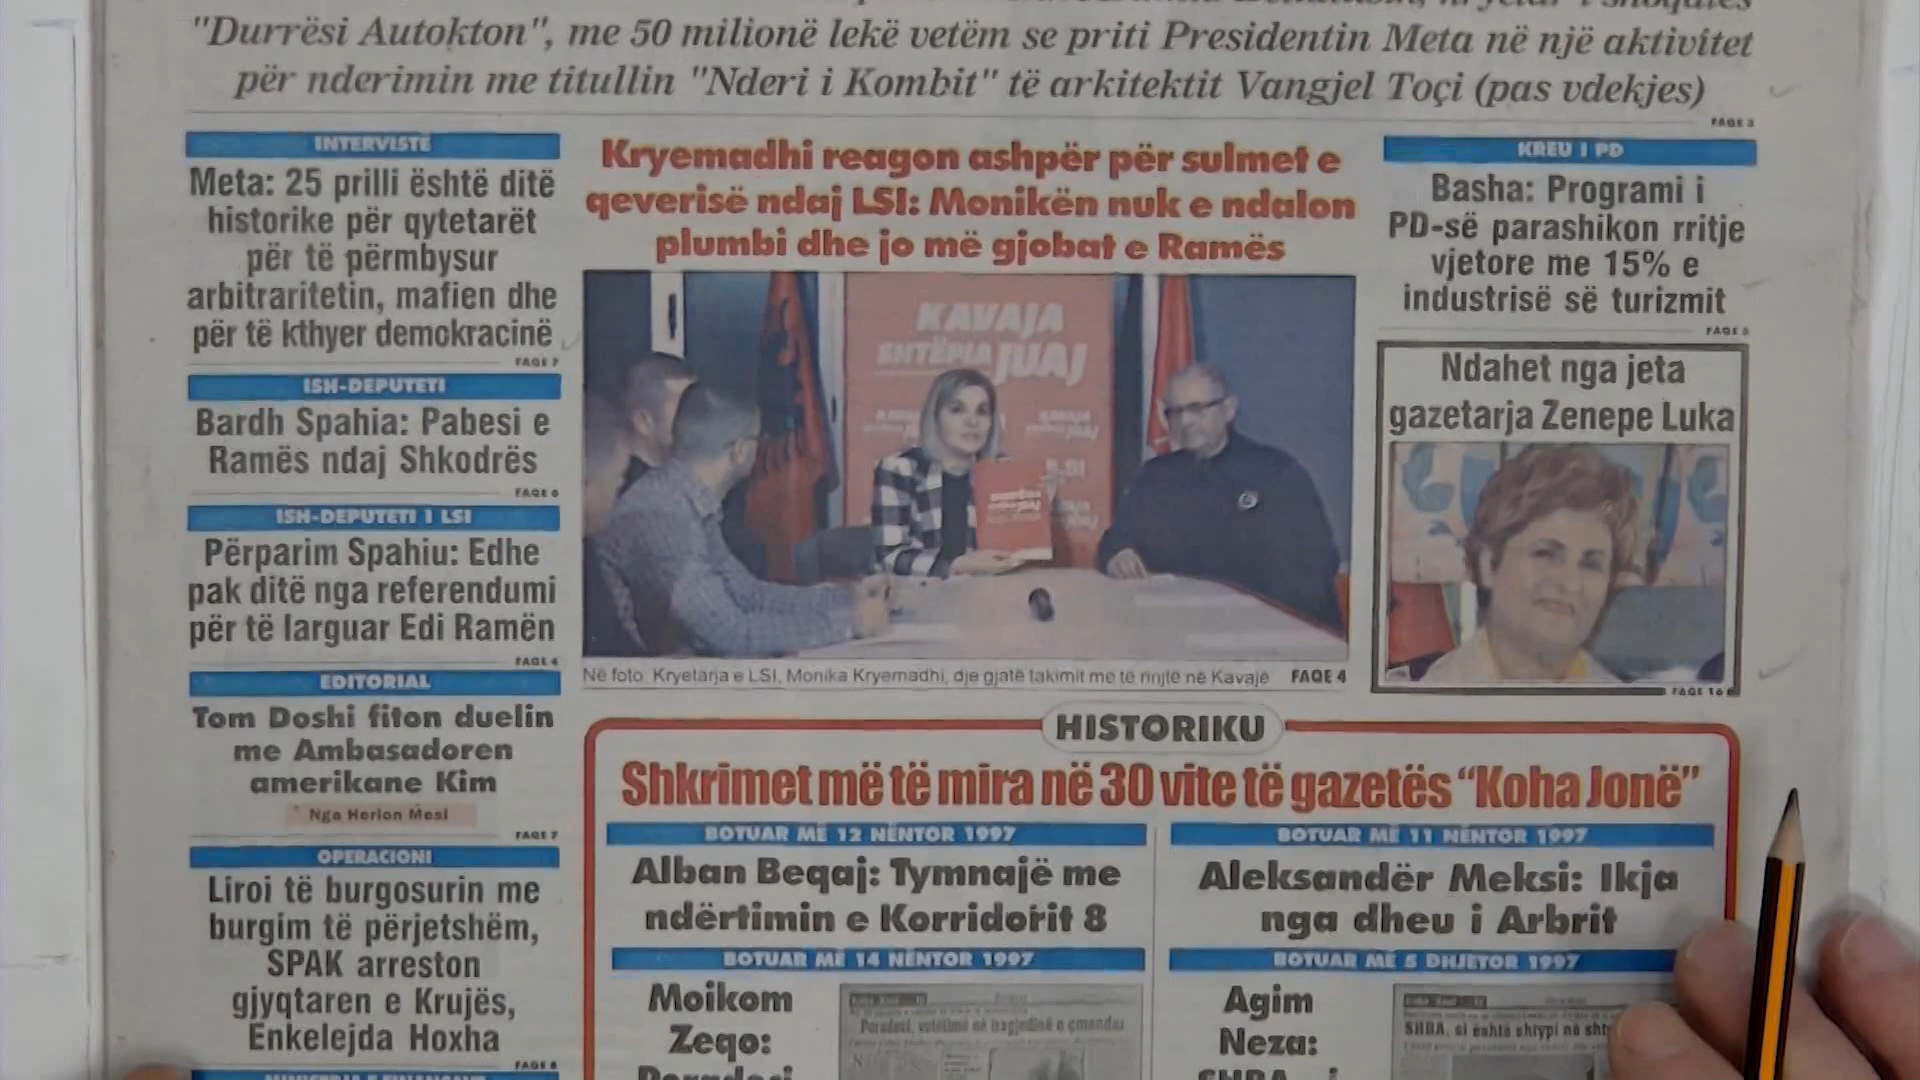 "Durrësi Autokton", me 50 milionë lekë vetëm se priti Presidentin Meta në një aktivitet
për nderimin me titullin "Nderi i Kombit" të arkitektit Vangjel Toçi (pas vdekjes)
FAQE 3
INTERVISTË
Meta: 25 prilli është ditë
historike për qytetarët
për të përmbysur
arbitraritetin, mafien dhe
për të kthyer demokracinë
FAQE 7
ISH-DEPUTETI
Bardh Spahia: Pabesi e
Ramës ndaj Shkodrës
FAQE 6
ISH-DEPUTETI I LSI
Përparim Spahiu: Edhe
pak ditë nga referendumi
për të larguar Edi Ramën
FAQE 4
EDITORIAL
Tom Doshi fiton duelin
me Ambasadoren
amerikane Kim
Nga Herion Mesi
FAQE 7
OPERACIONI
Liroi të burgosurin me
burgim të përjetshëm,
SPAK arreston
gjyqtaren e Krujës,
Enkelejda Hoxha
FAQE 8
Kryemadhi reagon ashpër për sulmet e
qeverisë ndaj LSI: Monikën nuk e ndalon
plumbi dhe jo më gjobat e Ramës
KAVAJA
SHTËPIA JUAJ
Në foto: Kryetarja e LSI, Monika Kryemadhi, dje gjatë takimit me të rinjtë në Kavajë FAQE 4
KREU I PD
Basha: Programi i
PD-së parashikon rritje
vjetore me 15% e
industrisë së turizmit
FAQE 5
Ndahet nga jeta
gazetarja Zenepe Luka
FAQE 16
HISTORIKU
Shkrimet më të mira në 30 vite të gazetës “Koha Jonë”
BOTUAR MË 12 NËNTOR 1997
Alban Beqaj: Tymnajë me
ndërtimin e Korridorit 8
BOTUAR MË 11 NËNTOR 1997
Aleksandër Meksi: Ikja
nga dheu i Arbrit
BOTUAR MË 14 NËNTOR 1997
Moikom
Zeqo:
BOTUAR MË 5 DHJETOR 1997
Agim
Neza:
SHBA, si është shtypi në